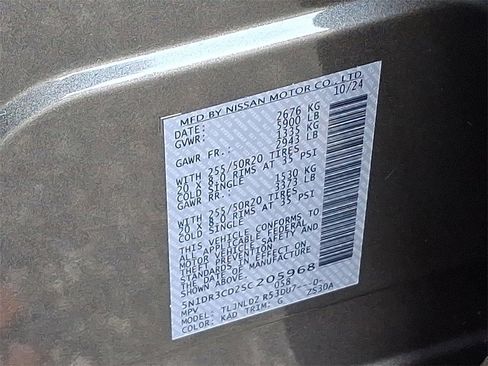 MFD BY NISSAN MOTOR CO., LTD.
DATE: 10/24
GVWR: 2676 KG
5900 LB
GAWR FR.: 1335 KG
2943 LB
WITH 255/50R20 TIRES
20 X 8.0 RIMS AT 35 PSI
COLD SINGLE
GAWR RR.: 1530 KG
3373 LB
WITH 255/50R20 TIRES
20 X 8.0 RIMS AT 35 PSI
COLD SINGLE
THIS VEHICLE CONFORMS TO
ALL APPLICABLE FEDERAL
MOTOR VEHICLE SAFETY AND
THEFT PREVENTION
STANDARDS IN EFFECT ON
THE DATE OF MANUFACTURE
SHOWN ABOVE.
5N1DR3CD2SC205968
MPV 058
MODEL: TLJNLDZ R53DU7---D-
COLOR: KAD TRIM: G ZS30A